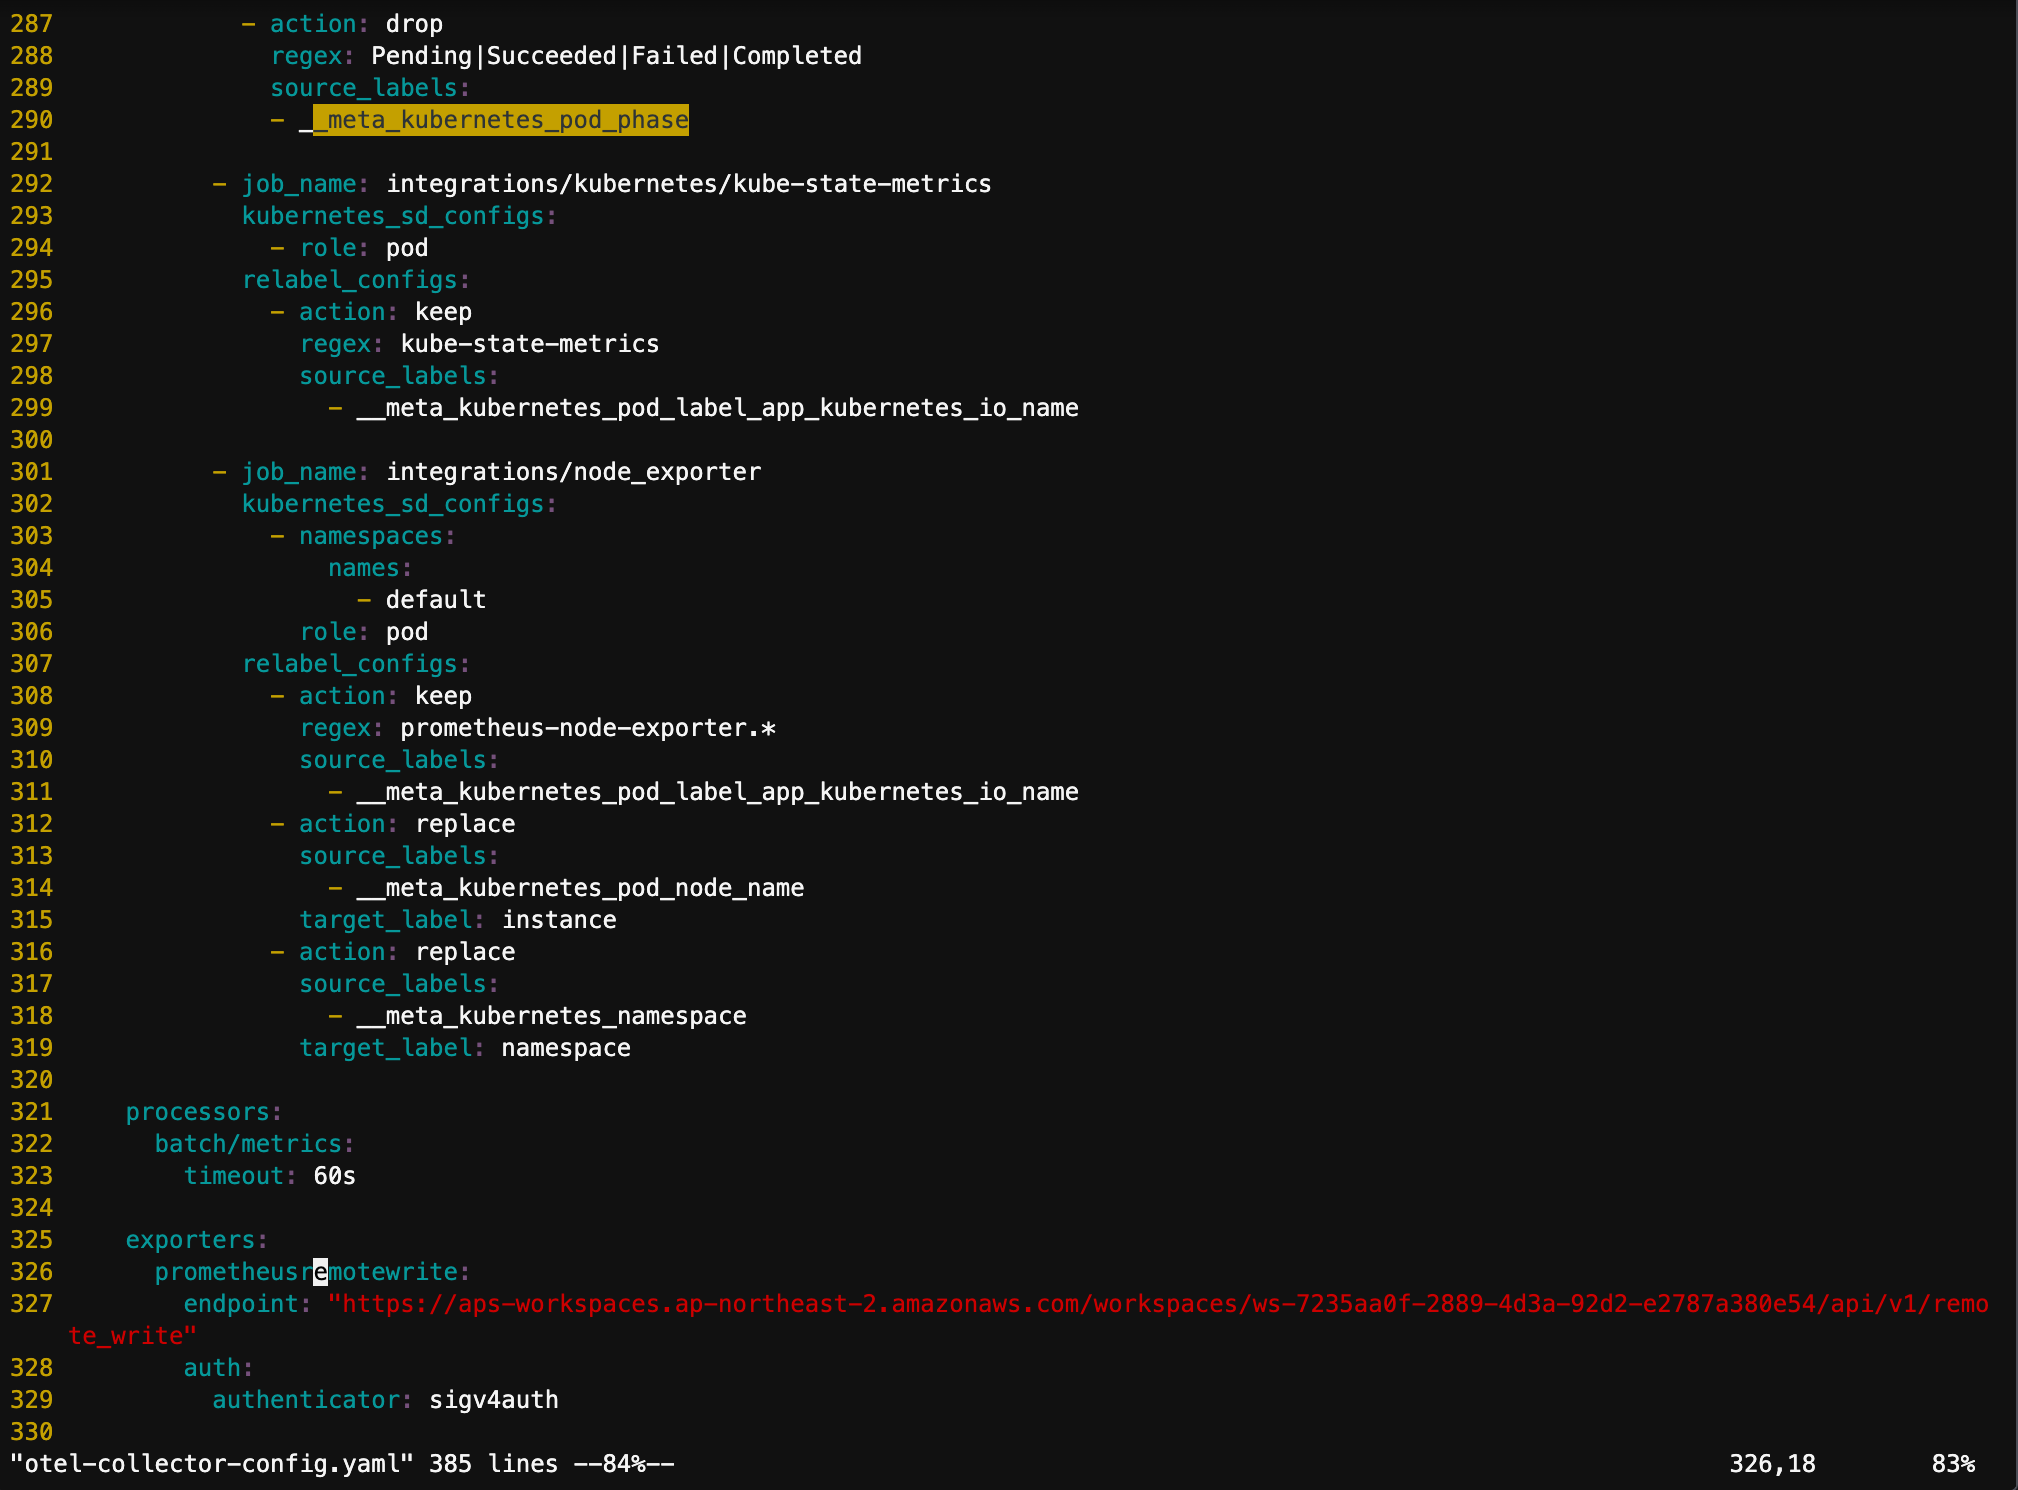 287             - action: drop
288               regex: Pending|Succeeded|Failed|Completed
289               source_labels:
290               - __meta_kubernetes_pod_phase
291
292           - job_name: integrations/kubernetes/kube-state-metrics
293             kubernetes_sd_configs:
294               - role: pod
295             relabel_configs:
296               - action: keep
297                 regex: kube-state-metrics
298                 source_labels:
299                   - __meta_kubernetes_pod_label_app_kubernetes_io_name
300
301           - job_name: integrations/node_exporter
302             kubernetes_sd_configs:
303               - namespaces:
304                   names:
305                     - default
306                 role: pod
307             relabel_configs:
308               - action: keep
309                 regex: prometheus-node-exporter.*
310                 source_labels:
311                   - __meta_kubernetes_pod_label_app_kubernetes_io_name
312               - action: replace
313                 source_labels:
314                   - __meta_kubernetes_pod_node_name
315                 target_label: instance
316               - action: replace
317                 source_labels:
318                   - __meta_kubernetes_namespace
319                 target_label: namespace
320
321     processors:
322       batch/metrics:
323         timeout: 60s
324
325     exporters:
326       prometheusremotewrite:
327         endpoint: "https://aps-workspaces.ap-northeast-2.amazonaws.com/workspaces/ws-7235aa0f-2889-4d3a-92d2-e2787a380e54/api/v1/remo
te_write"
328         auth:
329           authenticator: sigv4auth
330
"otel-collector-config.yaml" 385 lines --84%-- 326,18 83%